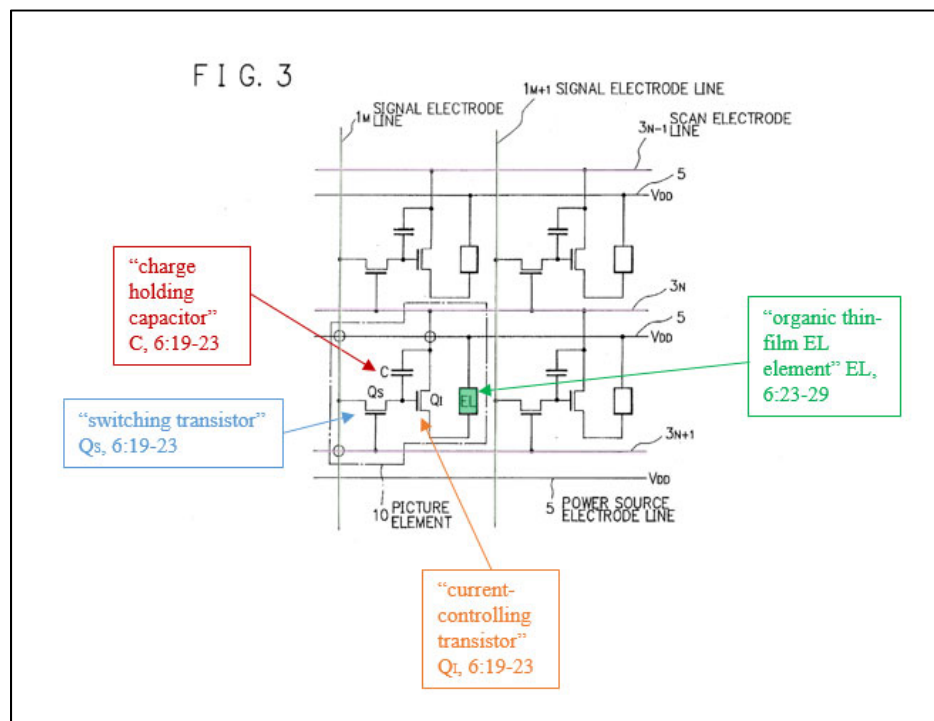 FIG. 3
1M SIGNAL ELECTRODE LINE
1M+1 SIGNAL ELECTRODE LINE
3N-1 SCAN ELECTRODE LINE
5
VDD
“charge
holding
capacitor”
C, 6:19-23
3N
5
VDD
“organic thin-
film EL
element” EL,
6:23-29
C
QS
QI
EL
“switching transistor”
QS, 6:19-23
3N+1
VDD
10 PICTURE ELEMENT
5 POWER SOURCE ELECTRODE LINE
“current-
controlling
transistor”
QI, 6:19-23